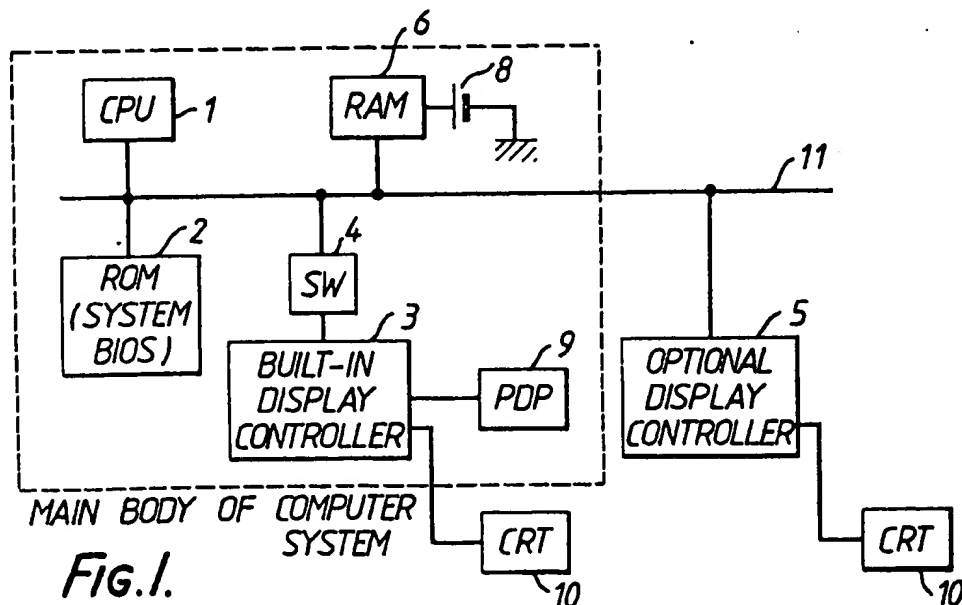 6
8
CPU
1
RAM
11
2
4
ROM
(SYSTEM
BIOS)
SW
3
9
5
BUILT-IN
DISPLAY
CONTROLLER
PDP
OPTIONAL
DISPLAY
CONTROLLER
MAIN BODY OF COMPUTER
SYSTEM
CRT
CRT
FIG.1.
10
10